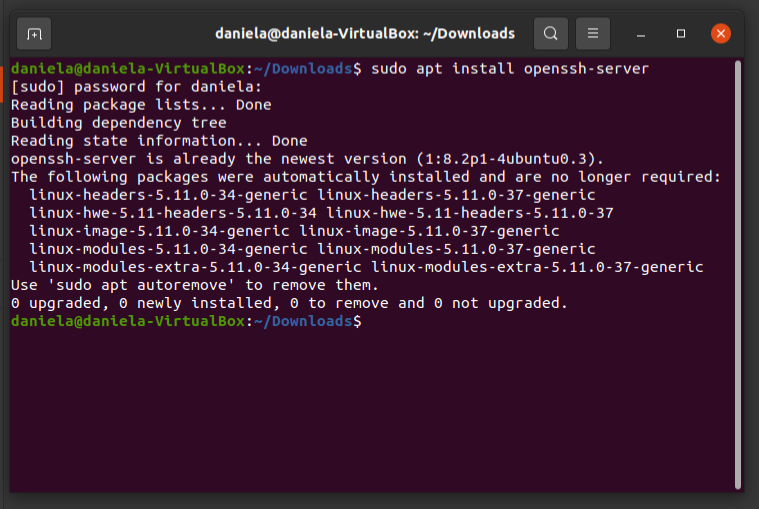 daniela@daniela-VirtualBox: ~/Downloads
daniela@daniela-VirtualBox:~/Downloads$ sudo apt install openssh-server
[sudo] password for daniela:
Reading package lists... Done
Building dependency tree
Reading state information... Done
openssh-server is already the newest version (1:8.2p1-4ubuntu0.3).
The following packages were automatically installed and are no longer required:
  linux-headers-5.11.0-34-generic linux-headers-5.11.0-37-generic
  linux-hwe-5.11-headers-5.11.0-34 linux-hwe-5.11-headers-5.11.0-37
  linux-image-5.11.0-34-generic linux-image-5.11.0-37-generic
  linux-modules-5.11.0-34-generic linux-modules-5.11.0-37-generic
  linux-modules-extra-5.11.0-34-generic linux-modules-extra-5.11.0-37-generic
Use 'sudo apt autoremove' to remove them.
0 upgraded, 0 newly installed, 0 to remove and 0 not upgraded.
daniela@daniela-VirtualBox:~/Downloads$